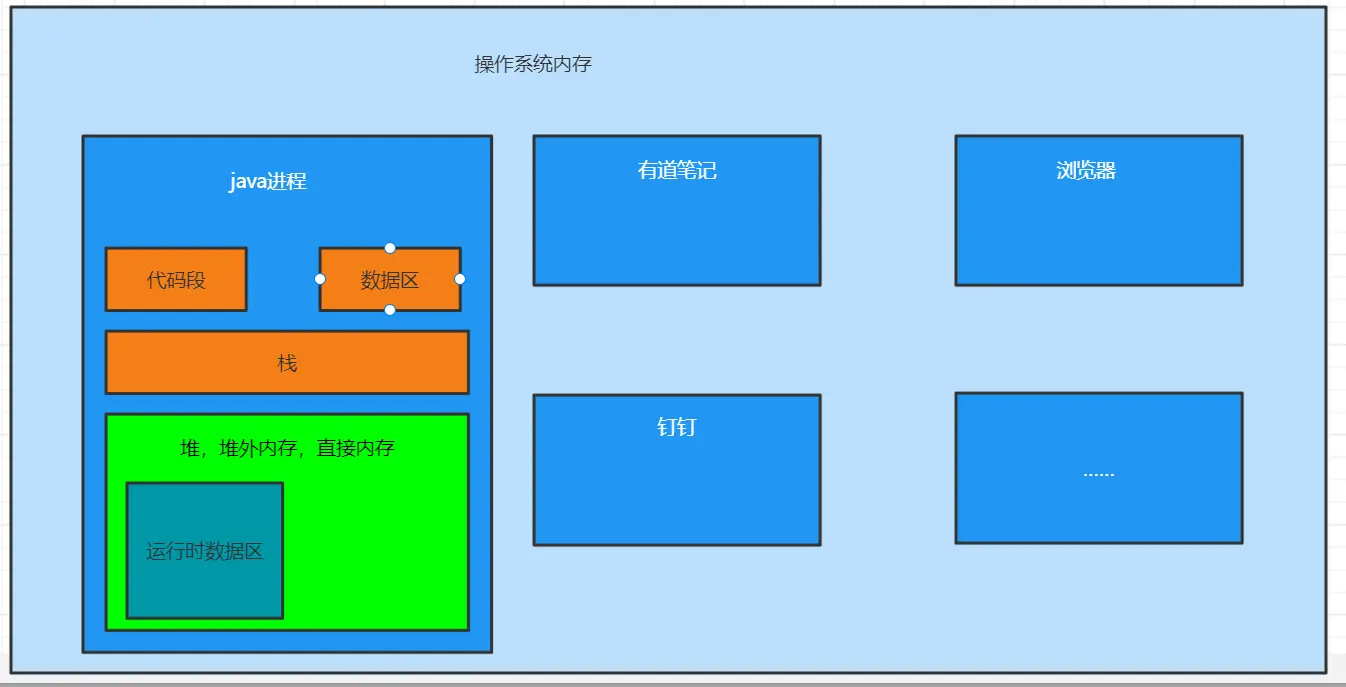 操作系统内存
java进程
有道笔记
浏览器
代码段
数据区
栈
堆，堆外内存，直接内存
运行时数据区
钉钉
......